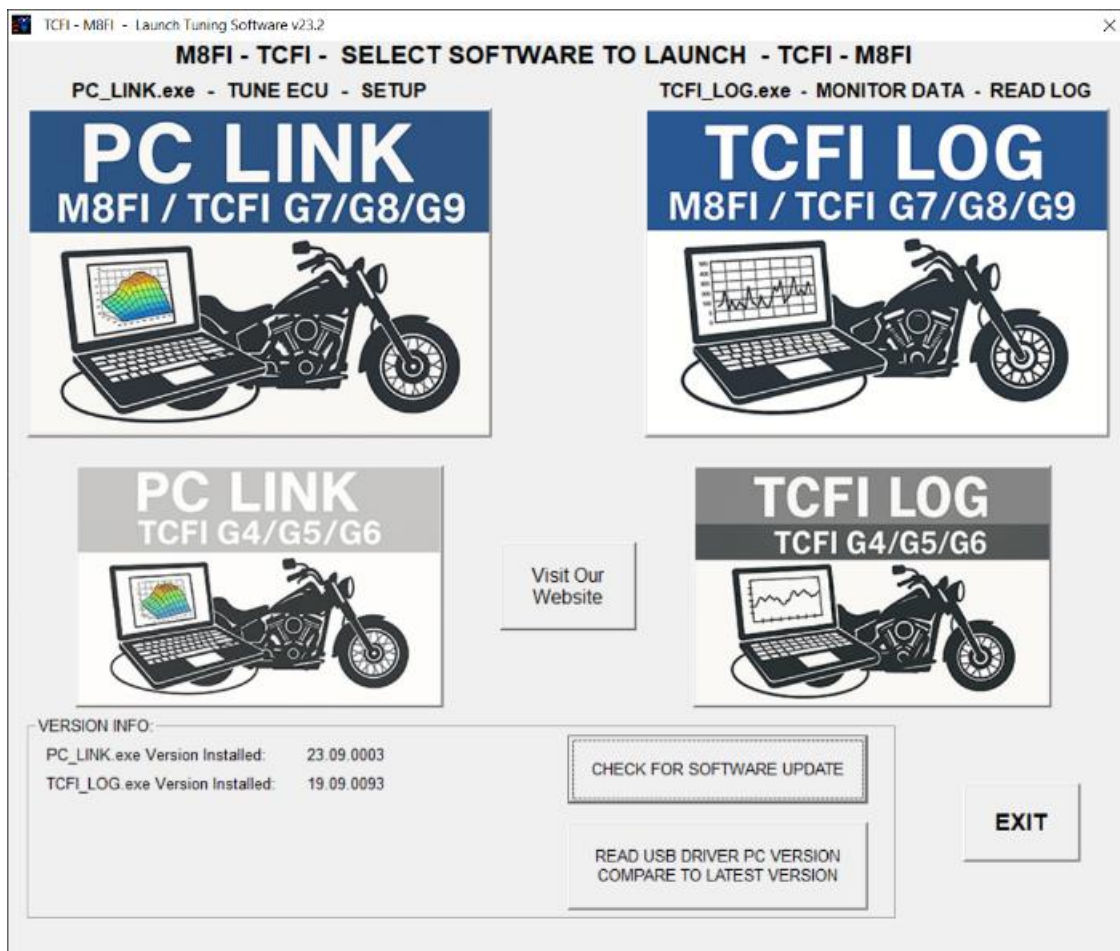 TCFI - M8FI - Launch Tuning Software v23.2
M8FI - TCFI - SELECT SOFTWARE TO LAUNCH - TCFI - M8FI
PC_LINK.exe - TUNE ECU - SETUP
TCFI_LOG.exe - MONITOR DATA - READ LOG
PC LINK
M8FI / TCFI G7/G8/G9
TCFI LOG
M8FI / TCFI G7/G8/G9
PC LINK
TCFI G4/G5/G6
Visit Our
Website
TCFI LOG
TCFI G4/G5/G6
VERSION INFO:
PC_LINK.exe Version Installed: 23.09.0003
TCFI_LOG.exe Version Installed: 19.09.0093
CHECK FOR SOFTWARE UPDATE
READ USB DRIVER PC VERSION
COMPARE TO LATEST VERSION
EXIT